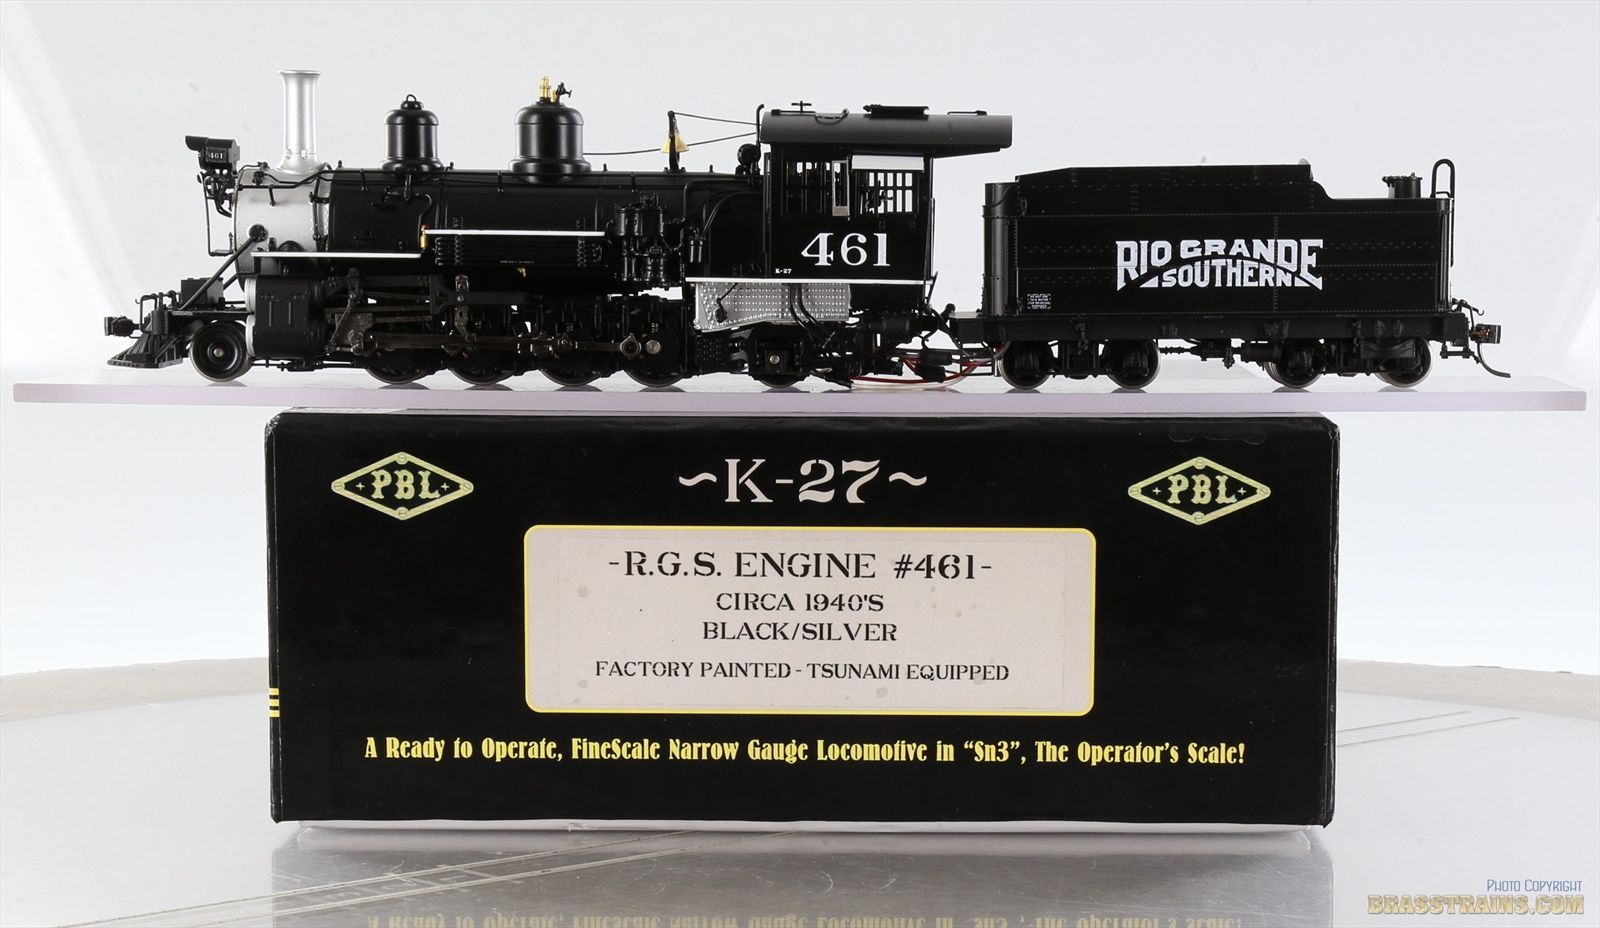 461
461
K-27
RIO GRANDE
SOUTHERN
PBL
~K-27~
PBL
-R.G.S. ENGINE #461-
CIRCA 1940'S
BLACK/SILVER
FACTORY PAINTED - TSUNAMI EQUIPPED
A Ready to Operate, FineScale Narrow Gauge Locomotive in "Sn3", The Operator's Scale!
PHOTO COPYRIGHT
BRASSTRAINS.COM